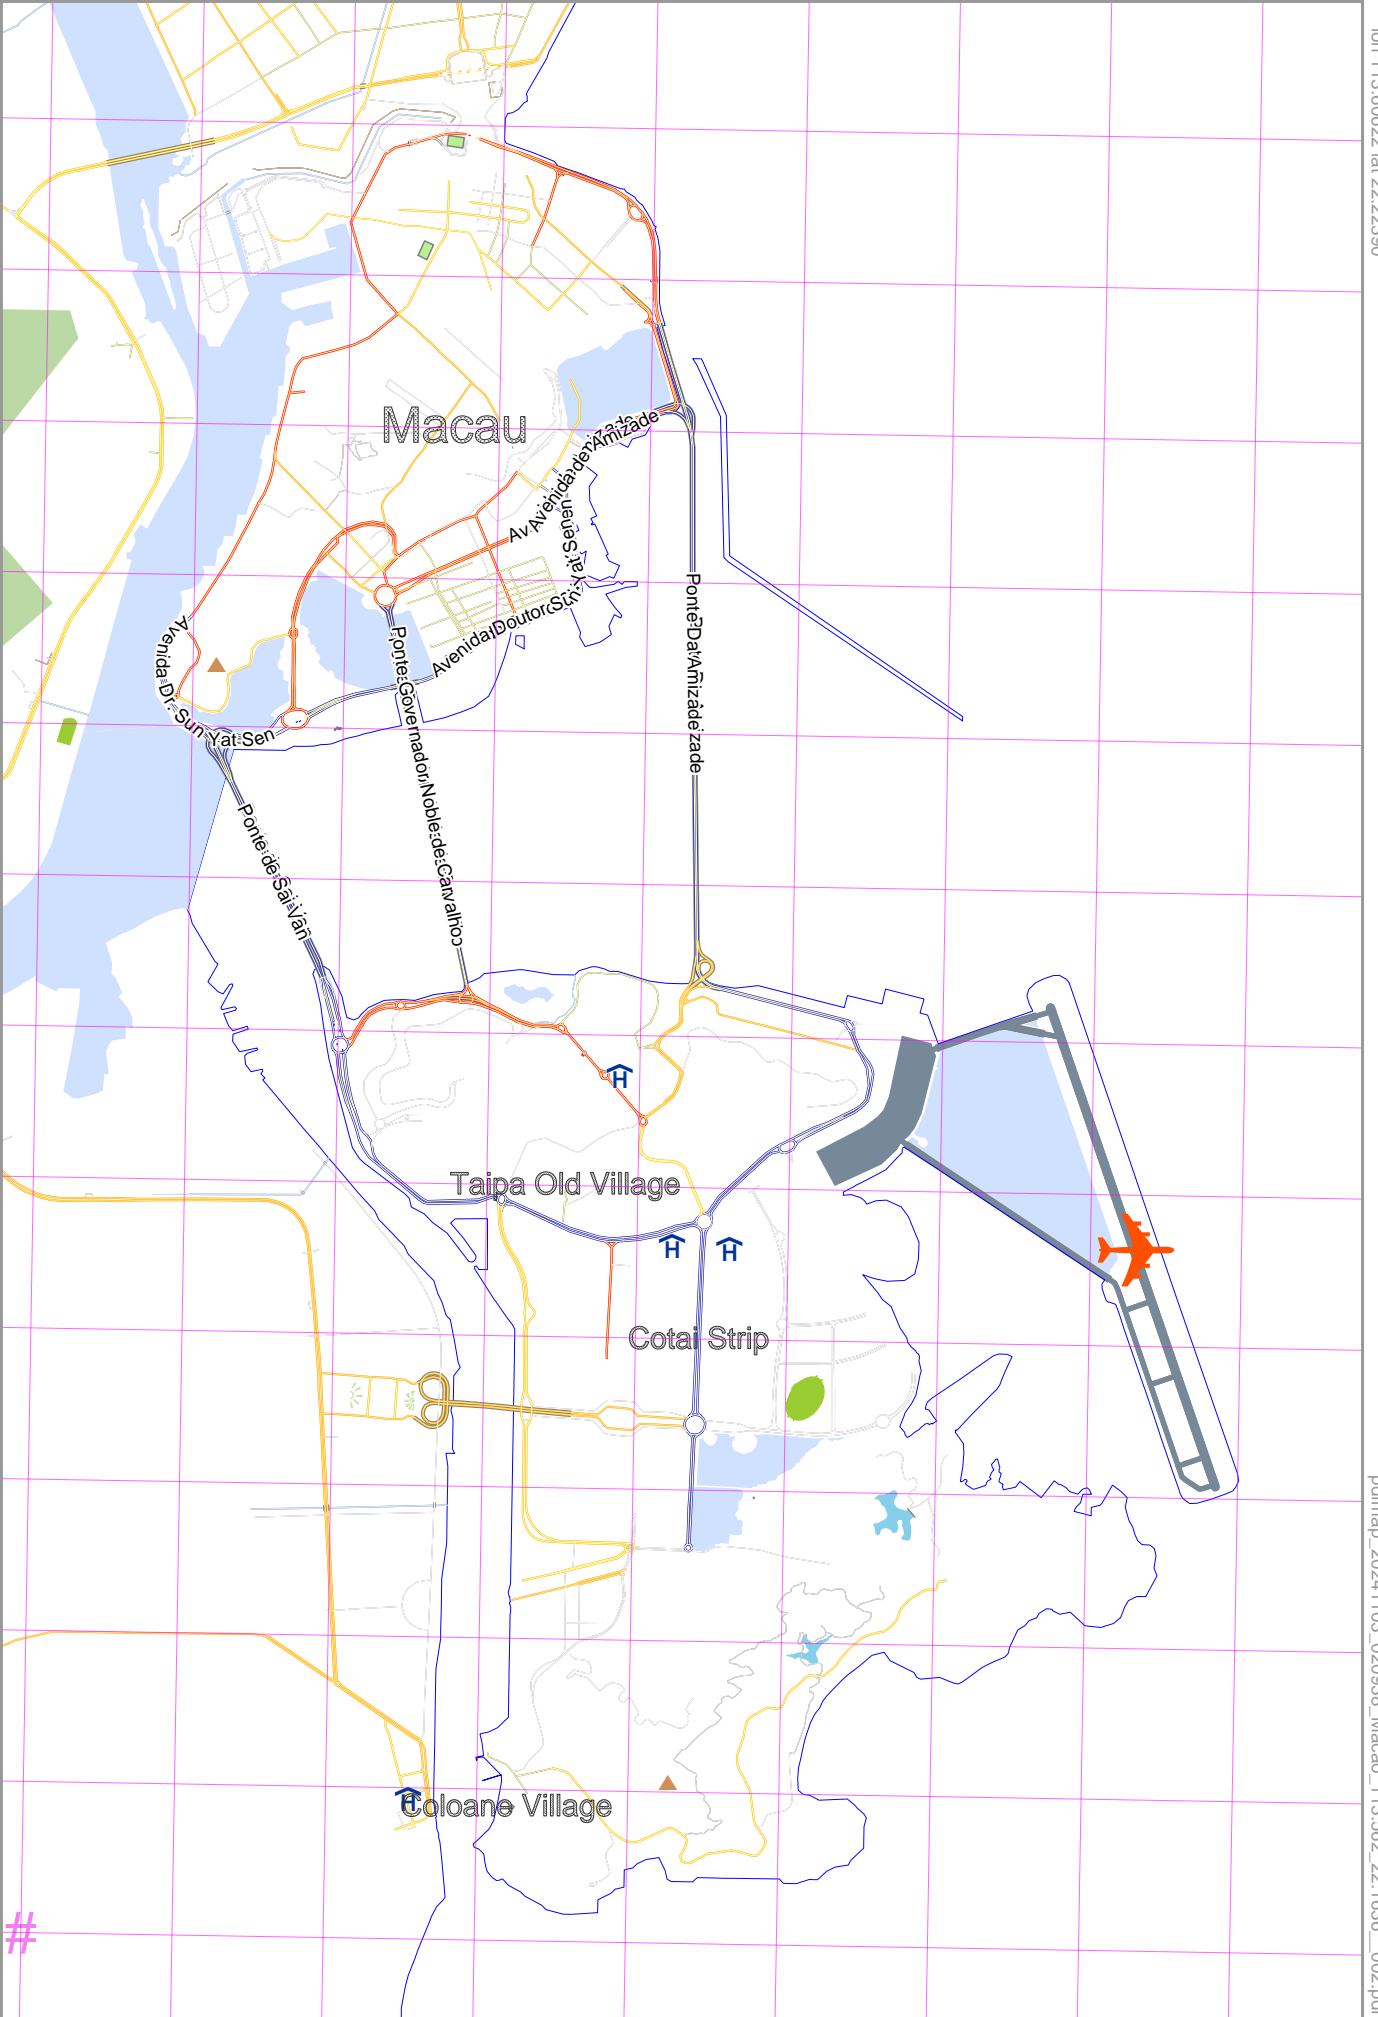 Macau
Avenida de Amizade
Avenida Doutor Sun Yat Sen
Avenida Dr. Sun Yat Sen
Ponte Governador Nobre de Carvalho
Ponte Da Amizade
Ponte de Sai Van
H
Taipa Old Village
H
H
Cotai Strip
H
Coloane Village
#